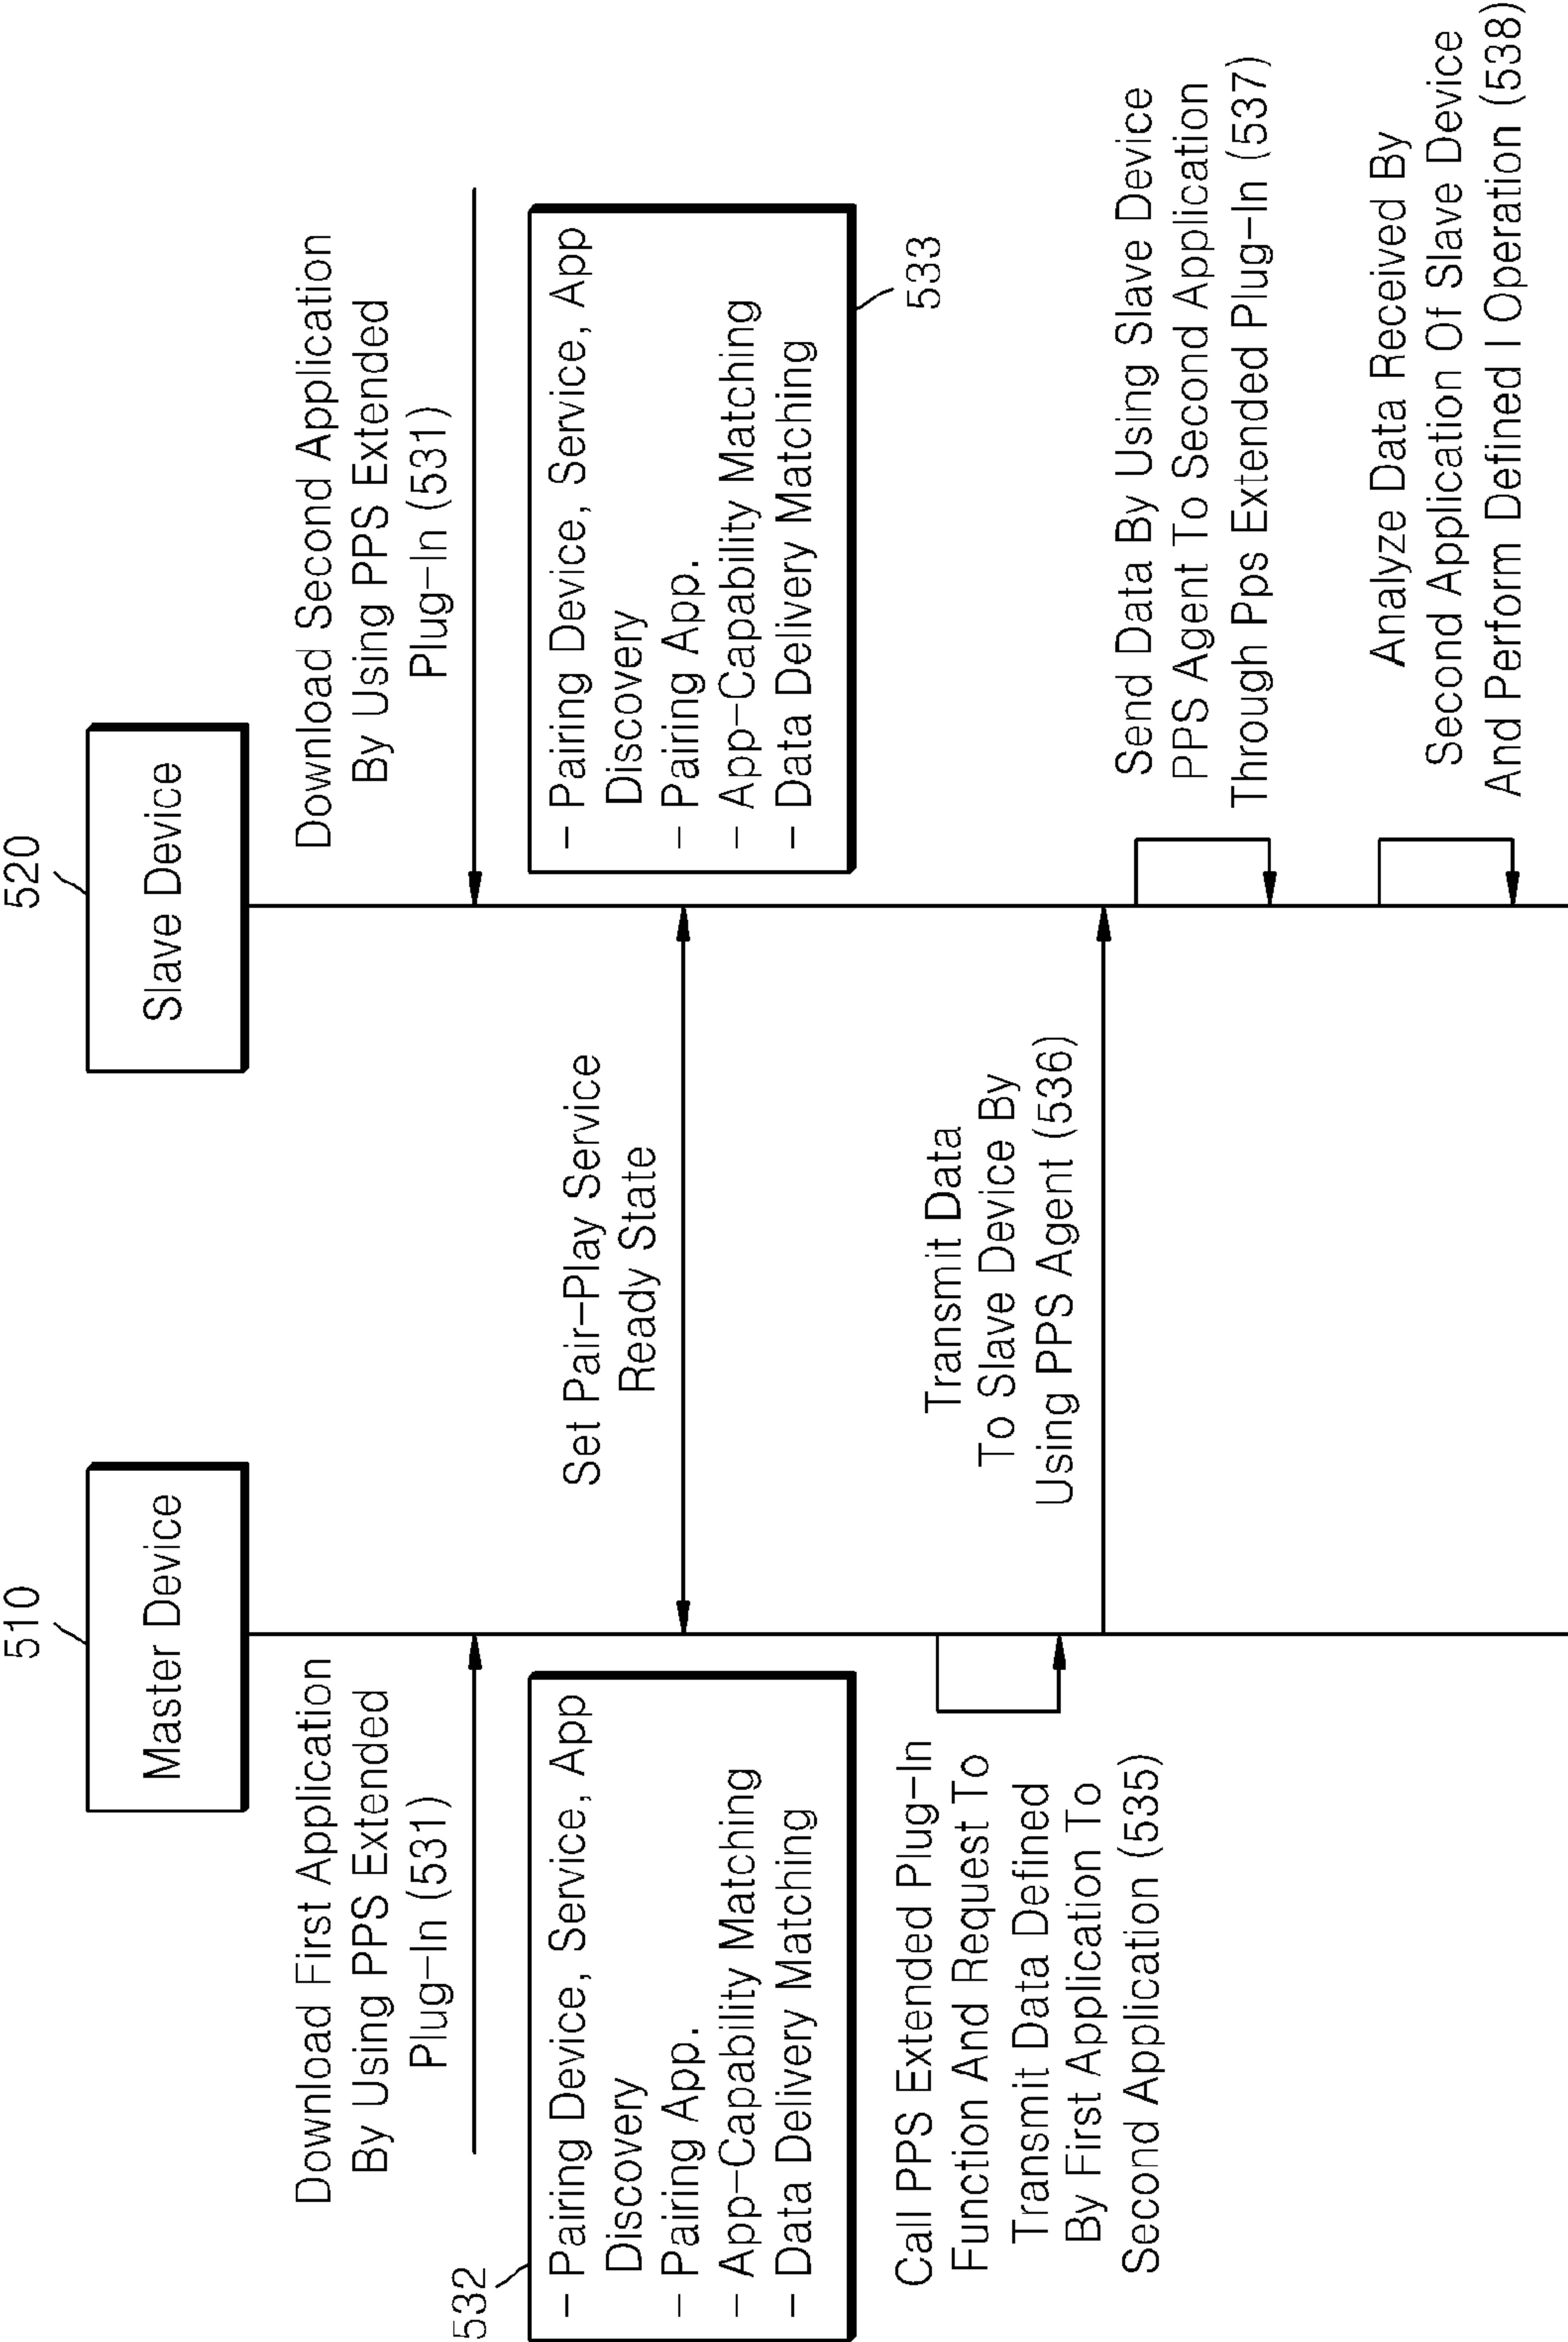 510
Master Device
520
Slave Device
Download First Application
By Using PPS Extended
Plug-In (531)
Download Second Application
By Using PPS Extended
Plug-In (531)
532
- Pairing Device, Service, App
Discovery
- Pairing App.
- App-Capability Matching
- Data Delivery Matching
Set Pair-Play Service
Ready State
- Pairing Device, Service, App
Discovery
- Pairing App.
- App-Capability Matching
- Data Delivery Matching
533
Call PPS Extended Plug-In
Function And Request To
Transmit Data Defined
By First Application To
Second Application (535)
Transmit Data
To Slave Device By
Using PPS Agent (536)
Send Data By Using Slave Device
PPS Agent To Second Application
Through Pps Extended Plug-In (537)
Analyze Data Received By
Second Application Of Slave Device
And Perform Defined I Operation (538)